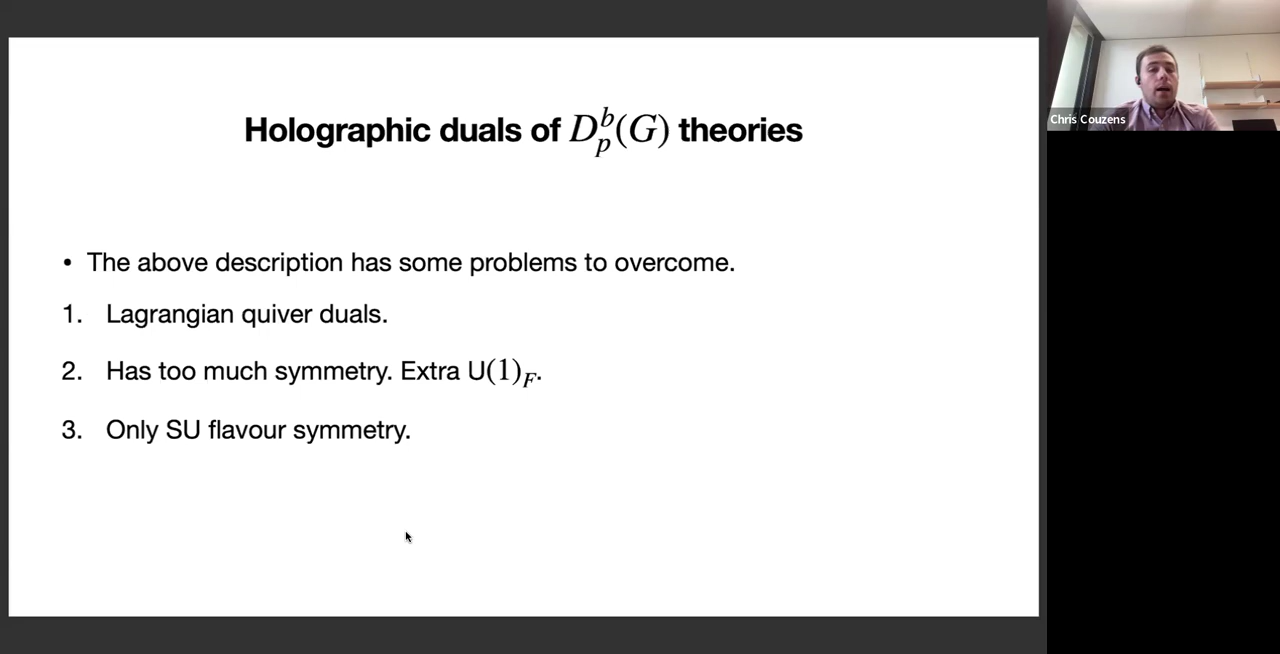 Holographic duals of $D_p^b(G)$ theories
Chris Couzens
• The above description has some problems to overcome.
1. Lagrangian quiver duals.
2. Has too much symmetry. Extra U$(1)_F$.
3. Only SU flavour symmetry.